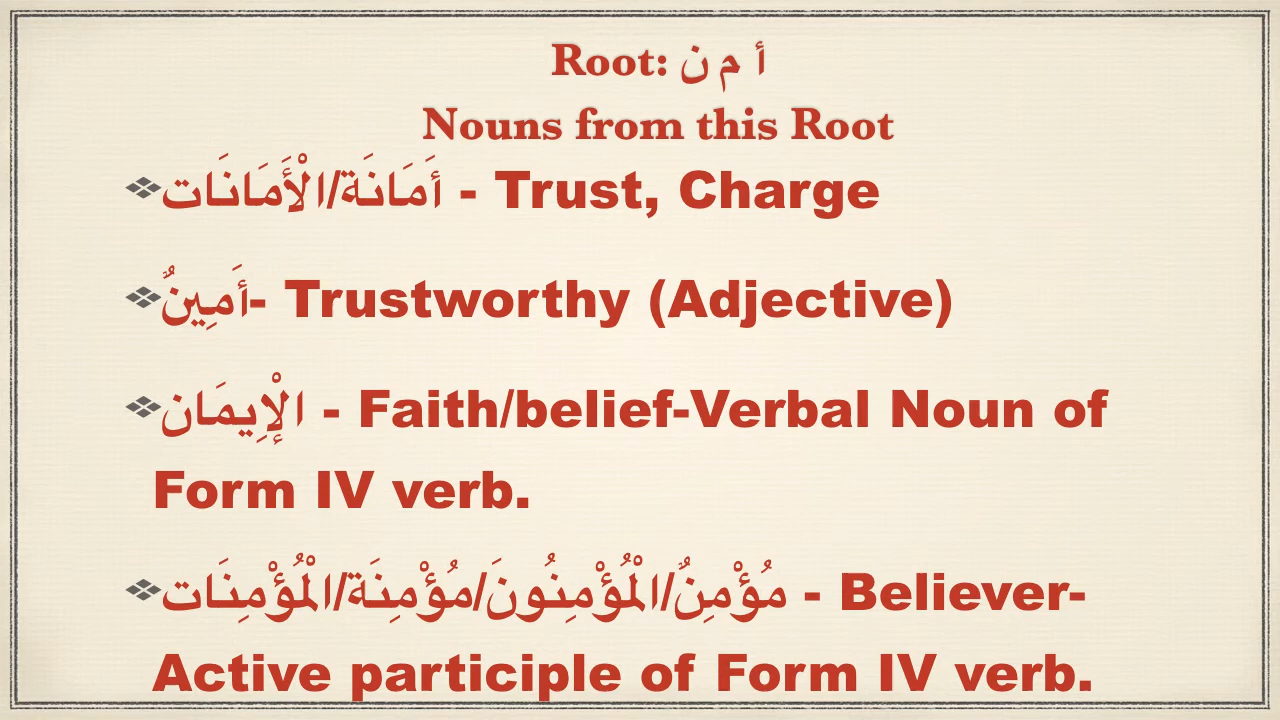 Root: أ م ن
Nouns from this Root
❖أَمَانَة/الْأَمَانَات - Trust, Charge
❖أَمِينٌ- Trustworthy (Adjective)
❖الْإِيمَان - Faith/belief-Verbal Noun of
Form IV verb.
❖مُؤْمِنٌ/الْمُؤْمِنُونَ/مُؤْمِنَة/الْمُؤْمِنَات - Believer-
Active participle of Form IV verb.